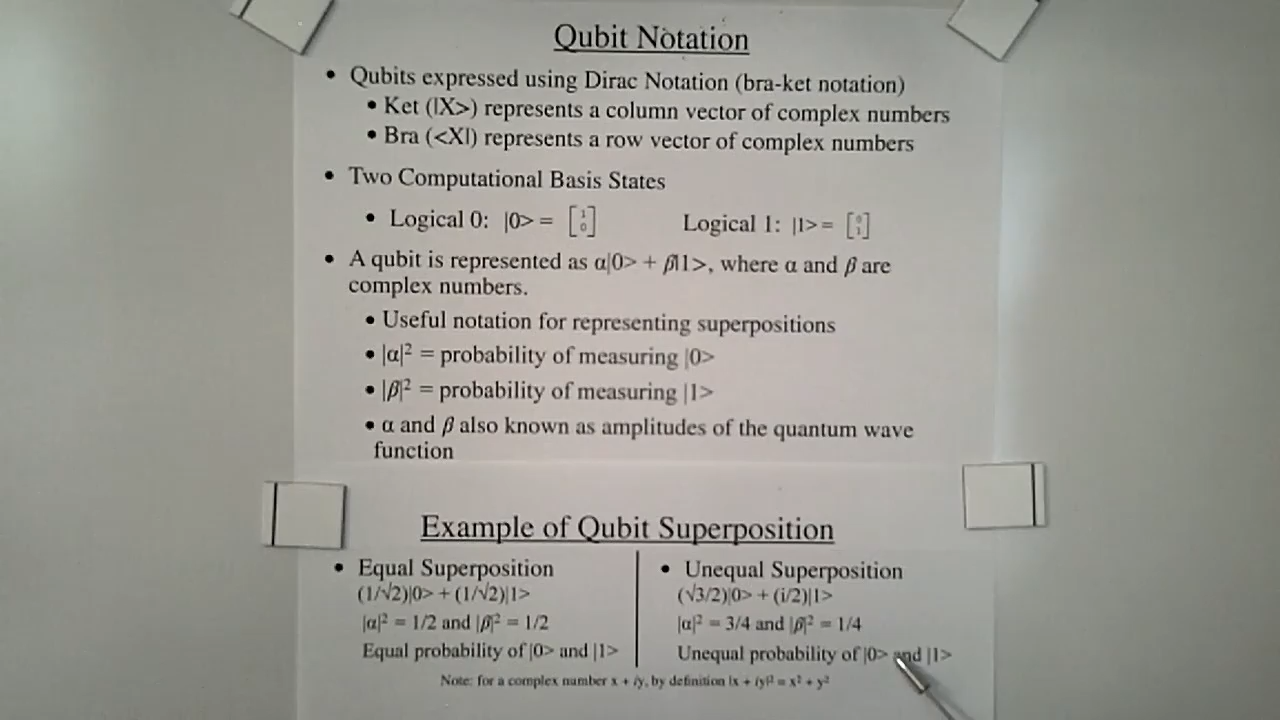 Qubit Notation
• Qubits expressed using Dirac Notation (bra-ket notation)
• Ket (|X>) represents a column vector of complex numbers
• Bra (<X|) represents a row vector of complex numbers
• Two Computational Basis States
• Logical 0: |0> = [1 0] Logical 1: |1> = [0 1]
• A qubit is represented as α|0> + β|1>, where α and β are
complex numbers.
• Useful notation for representing superpositions
• |α|² = probability of measuring |0>
• |β|² = probability of measuring |1>
• α and β also known as amplitudes of the quantum wave
function
Example of Qubit Superposition
• Equal Superposition
(1/√2)|0> + (1/√2)|1>
|α|² = 1/2 and |β|² = 1/2
Equal probability of |0> and |1>
• Unequal Superposition
(√3/2)|0> + (i/2)|1>
|α|² = 3/4 and |β|² = 1/4
Unequal probability of |0> and |1>
Note: for a complex number x + iy, by definition |x + iy|² = x² + y²